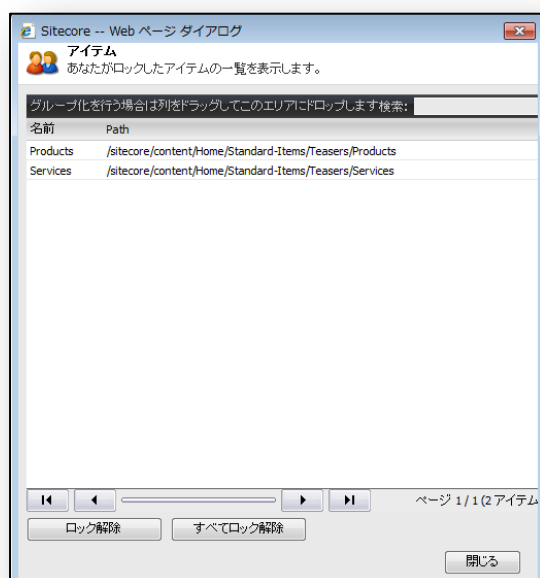 Sitecore -- Web ページ ダイアログ
アイテム
あなたがロックしたアイテムの一覧を表示します。
グループ化を行う場合は列をドラッグしてこのエリアにドロップします 検索:
名前 Path
Products /sitecore/content/Home/Standard-Items/Teasers/Products
Services /sitecore/content/Home/Standard-Items/Teasers/Services
ページ 1 / 1 (2 アイテム
ロック解除 すべてロック解除
閉じる